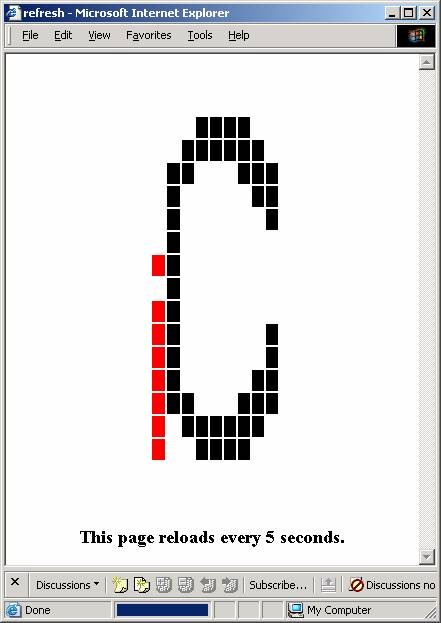 refresh - Microsoft Internet Explorer
File Edit View Favorites Tools Help
iC
This page reloads every 5 seconds.
Discussions Subscribe... Discussions no
Done My Computer